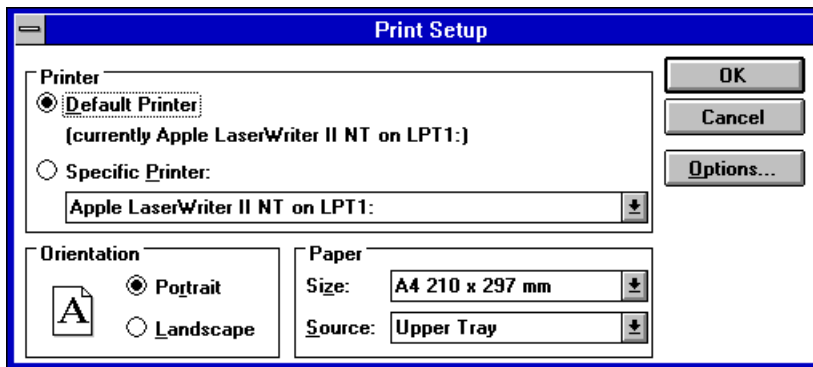 Print Setup
Printer
Default Printer
(currently Apple LaserWriter II NT on LPT1:)
Specific Printer:
Apple LaserWriter II NT on LPT1:
OK
Cancel
Options...
Orientation
A
Portrait
Landscape
Paper
Size: A4 210 x 297 mm
Source: Upper Tray